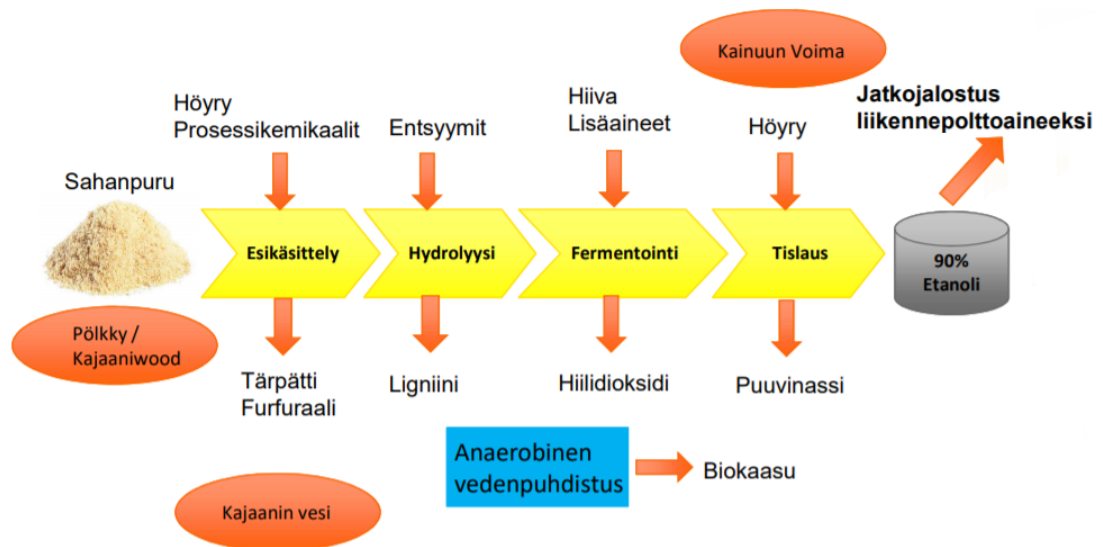 Kainuun Voima
Höyry
Prosessikemikaalit
Entsyymit
Hiiva
Lisäaineet
Höyry
Jatkojalostus
liikennepolttoaineeksi
Sahanpuru
Esikäsittely
Hydrolyysi
Fermentointi
Tislaus
90%
Etanoli
Pölkky /
Kajaaniwood
Tärpätti
Furfuraali
Ligniini
Hiilidioksidi
Puuvinassi
Anaerobinen
vedenpuhdistus
Biokaasu
Kajaanin vesi